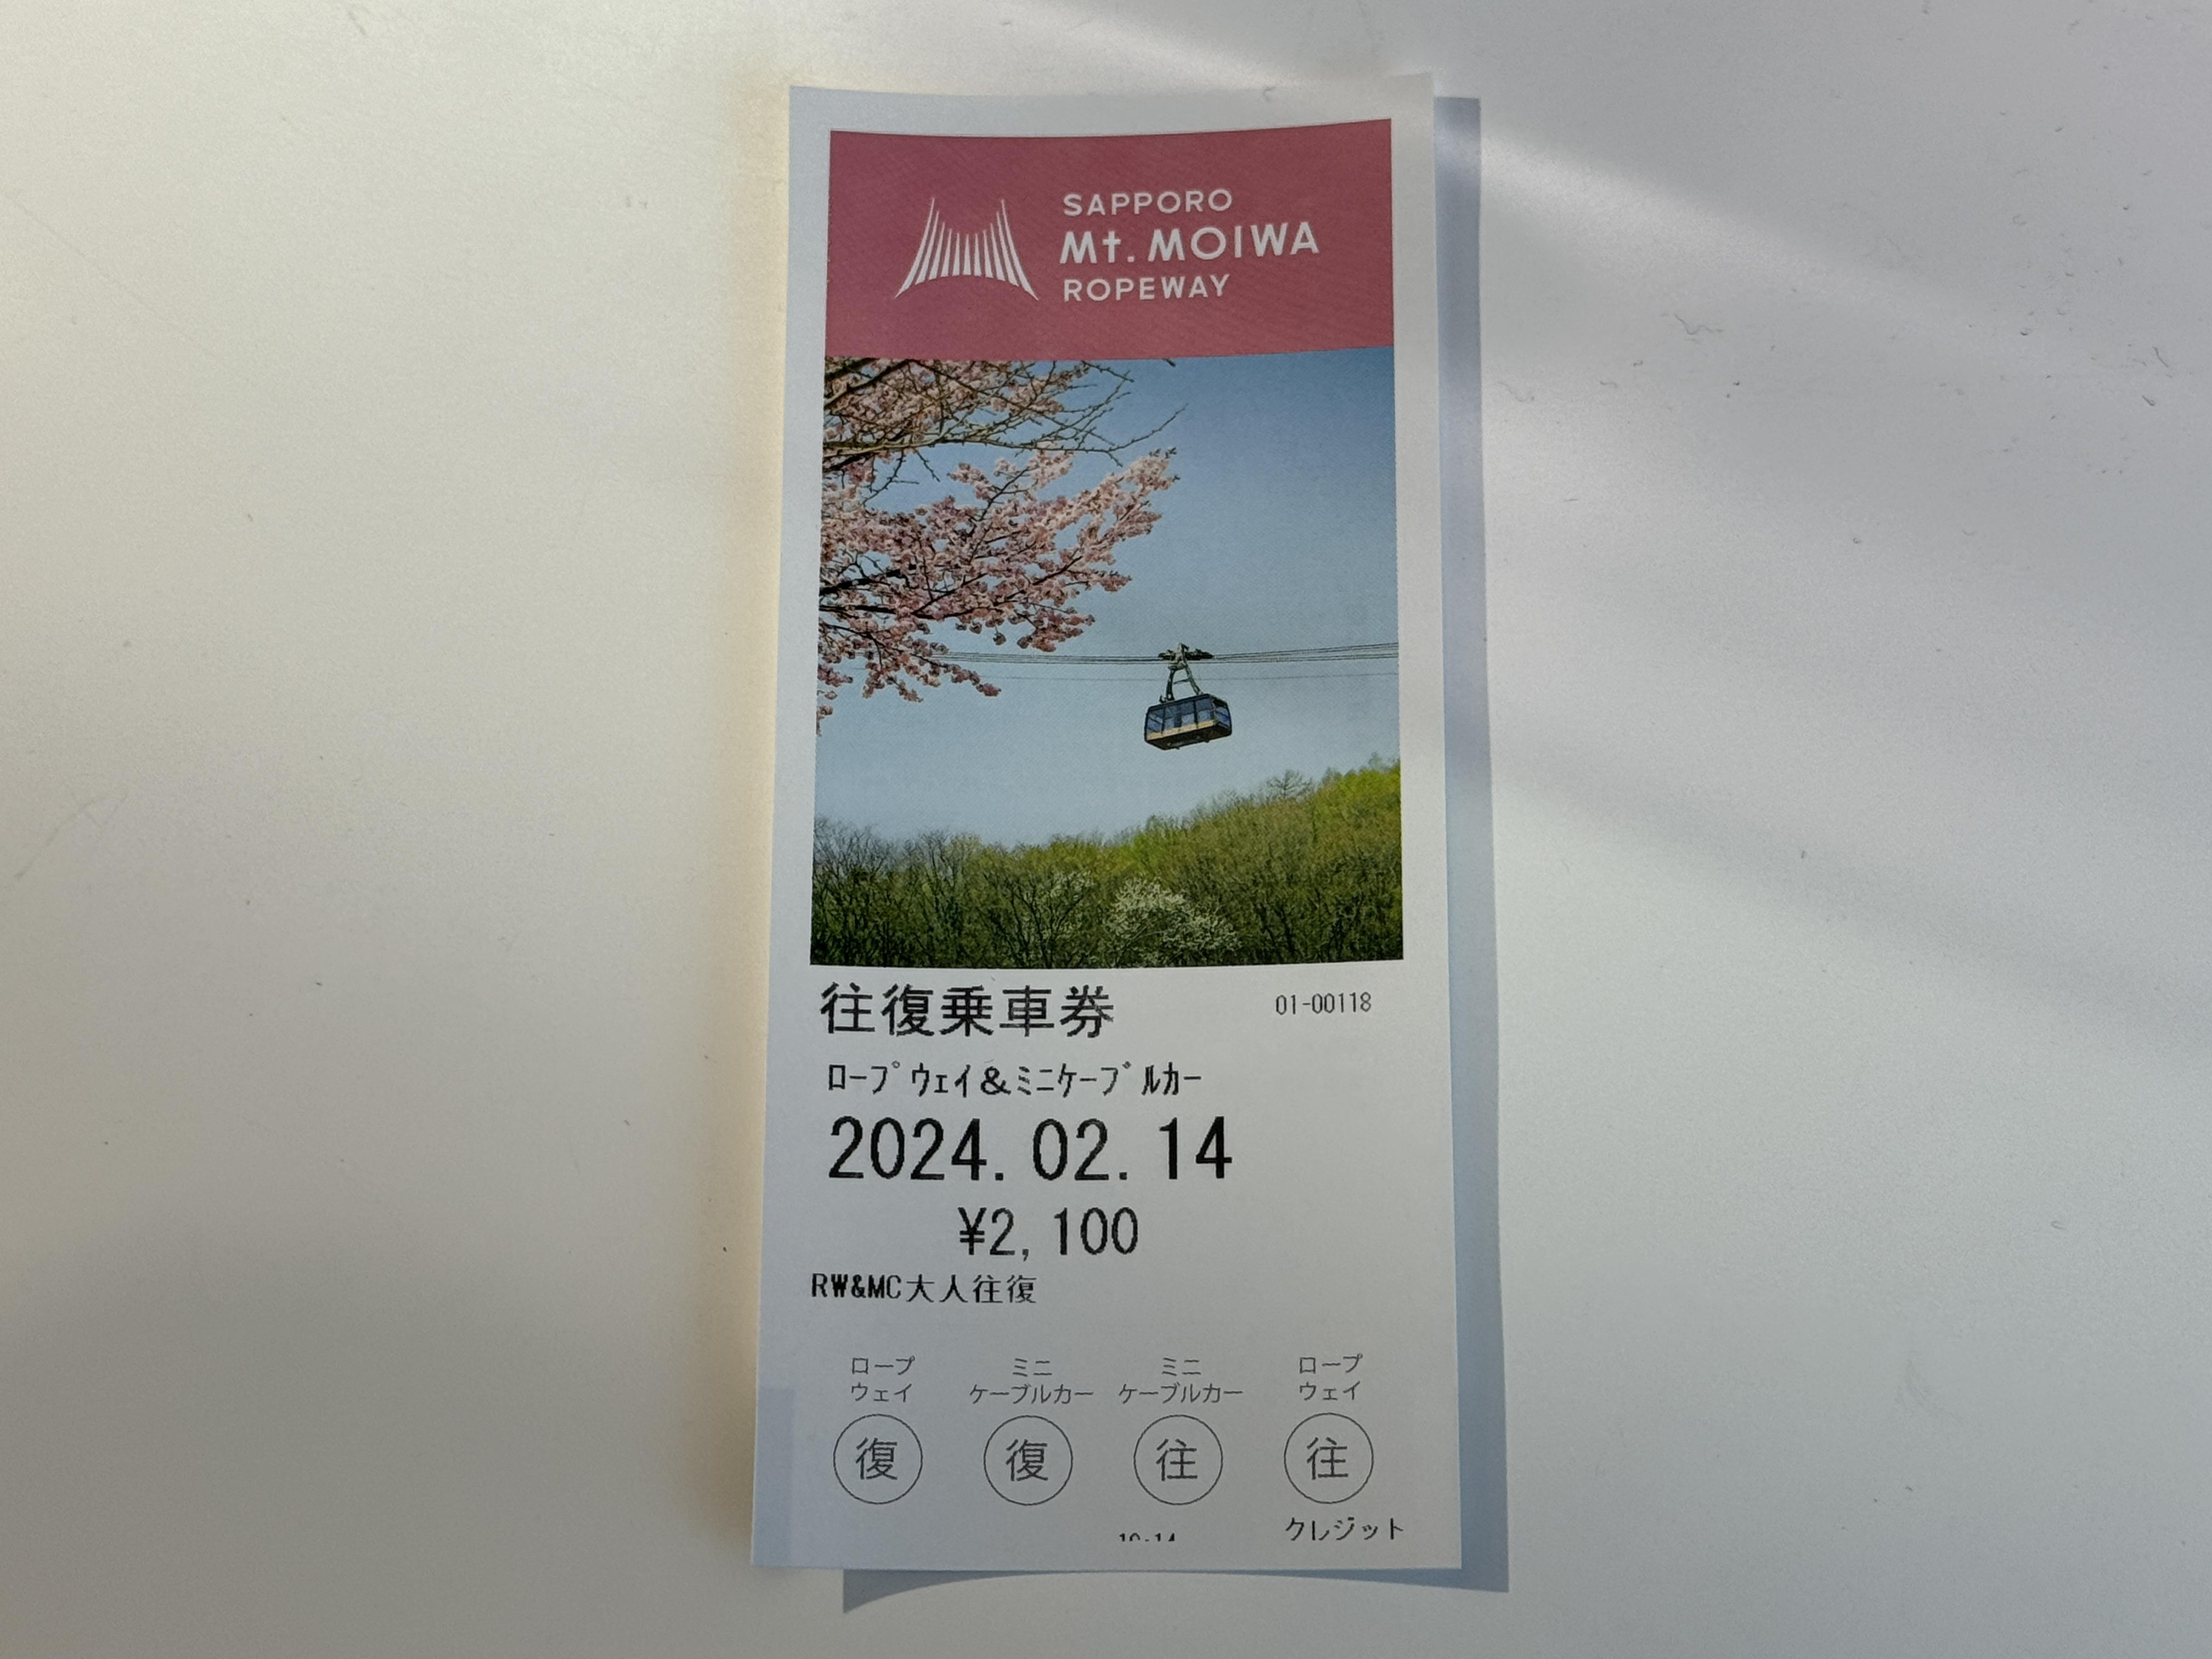 SAPPORO
Mt. MOIWA
ROPEWAY
往復乗車券
01-00118
ﾛｰﾌﾟｳｪｲ&ﾐﾆｹｰﾌﾞﾙｶｰ
2024.02.14
¥2,100
RW&MC大人往復
ロープ
ウェイ
復
ミニ
ケーブルカー
復
ミニ
ケーブルカー
往
ロープ
ウェイ
往
クレジット